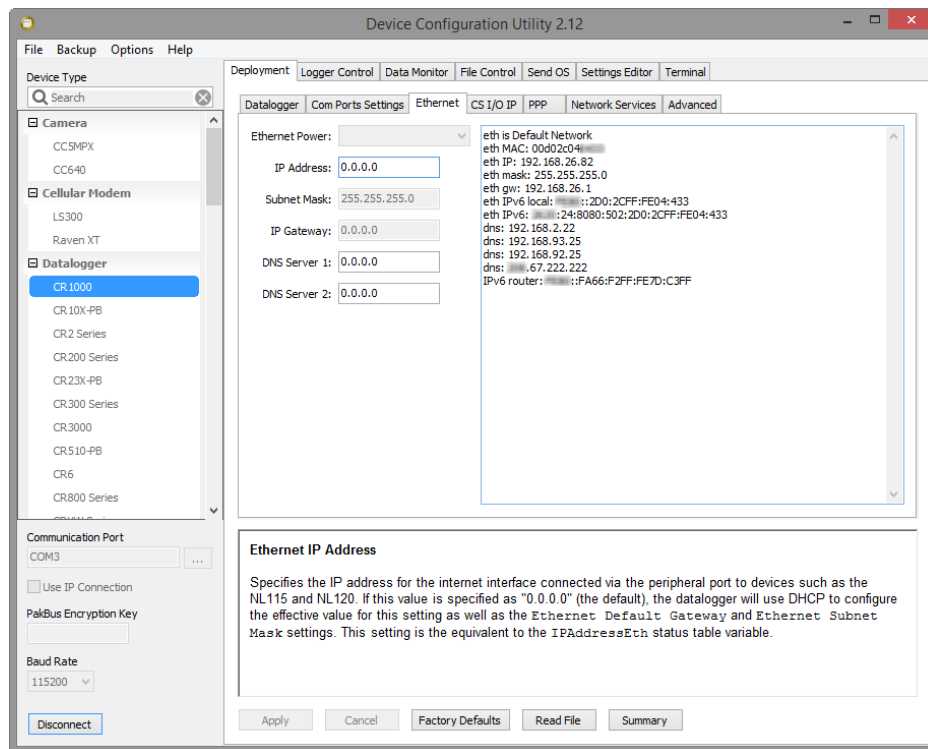 Device Configuration Utility 2.12
File Backup Options Help
Device Type
Search
Camera
CC5MPX
CC640
Cellular Modem
LS300
Raven XT
Datalogger
CR1000
CR10X-PB
CR2 Series
CR200 Series
CR23X-PB
CR300 Series
CR3000
CR510-PB
CR6
CR800 Series
Communication Port
COM3
...
Use IP Connection
PakBus Encryption Key
Baud Rate
115200
Disconnect
Deployment Logger Control Data Monitor File Control Send OS Settings Editor Terminal
Datalogger Com Ports Settings Ethernet CS I/O IP PPP Network Services Advanced
Ethernet Power:
IP Address: 0.0.0.0
Subnet Mask: 255.255.255.0
IP Gateway: 0.0.0.0
DNS Server 1: 0.0.0.0
DNS Server 2: 0.0.0.0
eth is Default Network
eth MAC: 00d02c04
eth IP: 192.168.26.82
eth mask: 255.255.255.0
eth gw: 192.168.26.1
eth IPv6 local: ::2D0:2CFF:FE04:433
eth IPv6: :24:8080:502:2D0:2CFF:FE04:433
dns: 192.168.2.22
dns: 192.168.93.25
dns: 192.168.92.25
dns: .67.222.222
IPv6 router: ::FA66:F2FF:FE7D:C3FF
Ethernet IP Address
Specifies the IP address for the internet interface connected via the peripheral port to devices such as the
NL115 and NL120. If this value is specified as "0.0.0.0" (the default), the datalogger will use DHCP to configure
the effective value for this setting as well as the Ethernet Default Gateway and Ethernet Subnet
Mask settings. This setting is the equivalent to the IPAddressEth status table variable.
Apply Cancel Factory Defaults Read File Summary